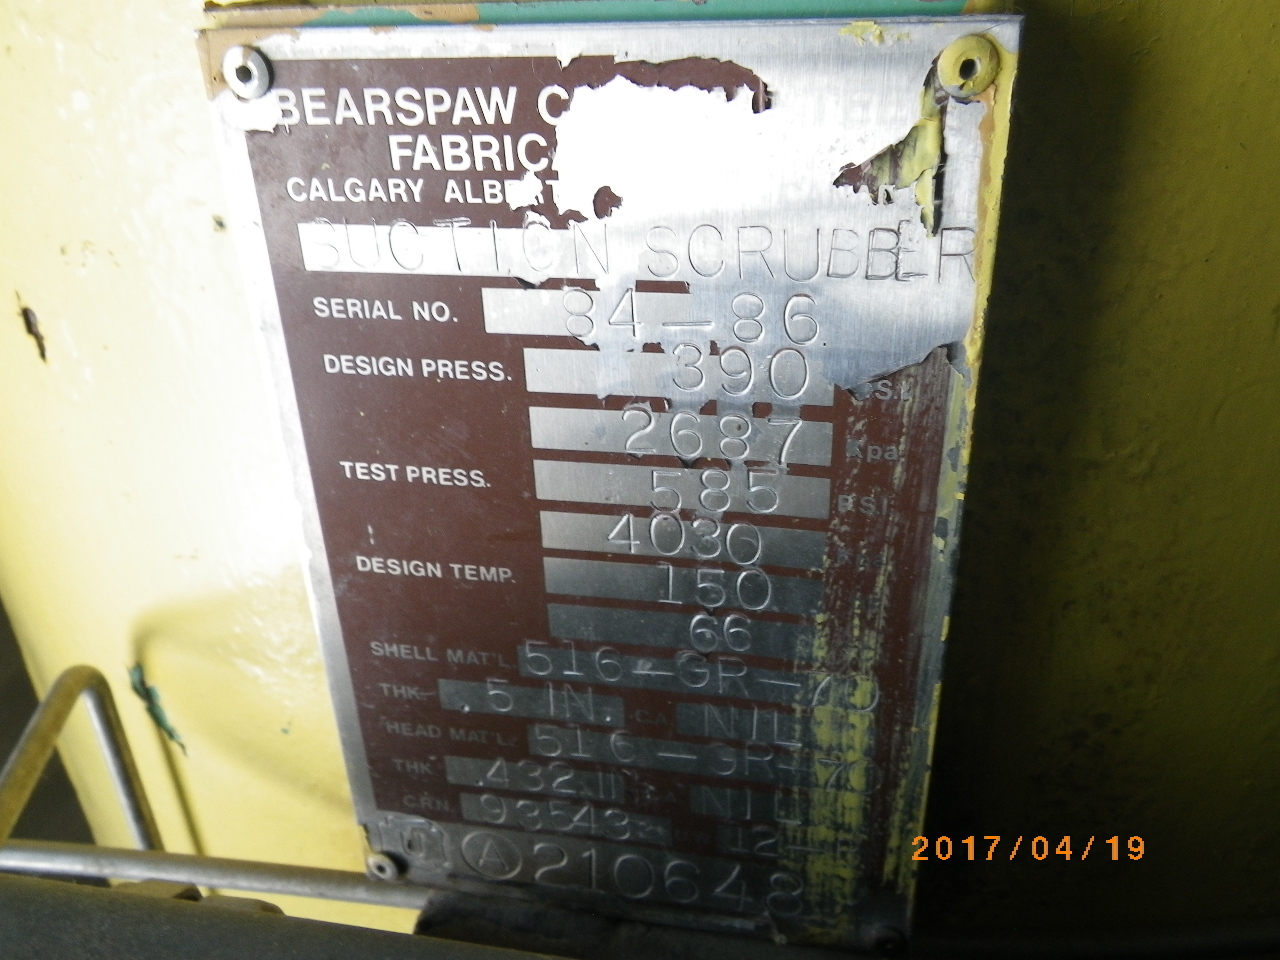 BEARSPAW C
FABRICA
CALGARY ALBERT
SUCTION SCRUBBER
SERIAL NO. 84-86
DESIGN PRESS. 390 PSI
2687 Kpa
TEST PRESS. 585 PSI
4030
DESIGN TEMP. 150
66
SHELL MAT'L. 516-GR-70
THK .5 IN. C.A. NIL
HEAD MAT'L. 516-GR-70
THK .432 IN NIL
CRN.
A 210648
2017/04/19